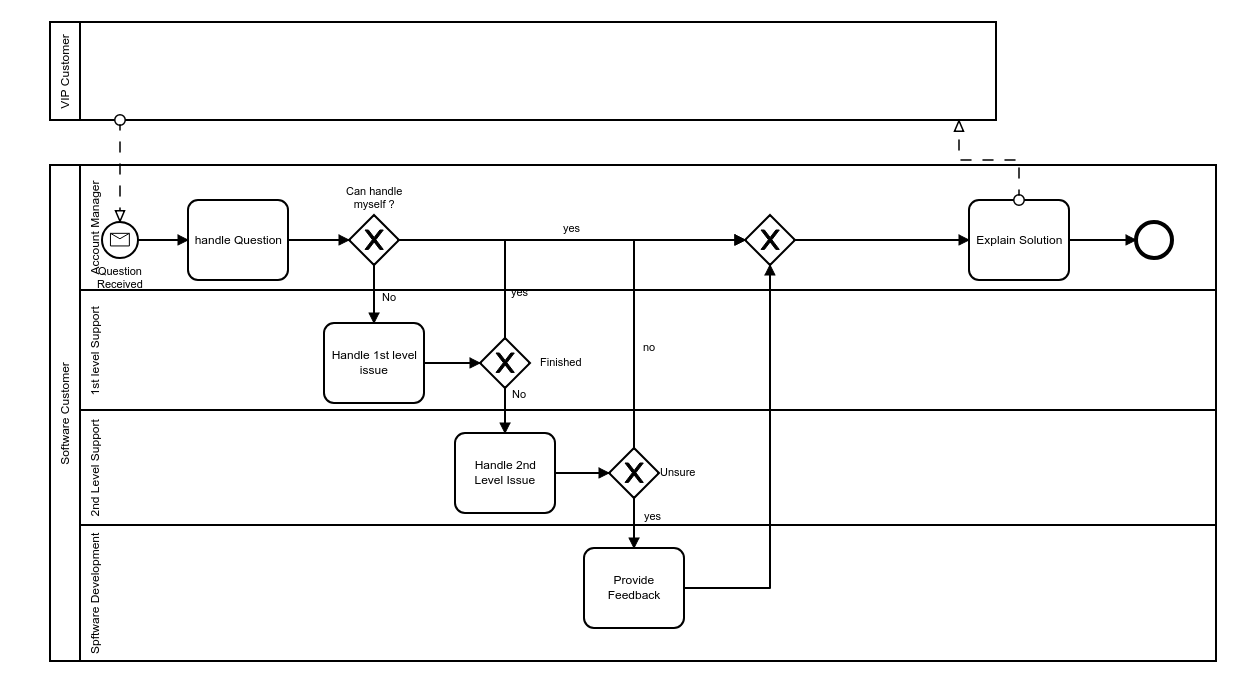 VIP Customer
Software Customer
Account Manager
Question
Received
handle Question
Can handle
myself ?
yes
No
Explain Solution
1st level Support
Handle 1st level
issue
yes
Finished
No
no
2nd Level Support
Handle 2nd
Level Issue
Unsure
yes
Spftware Development
Provide
Feedback